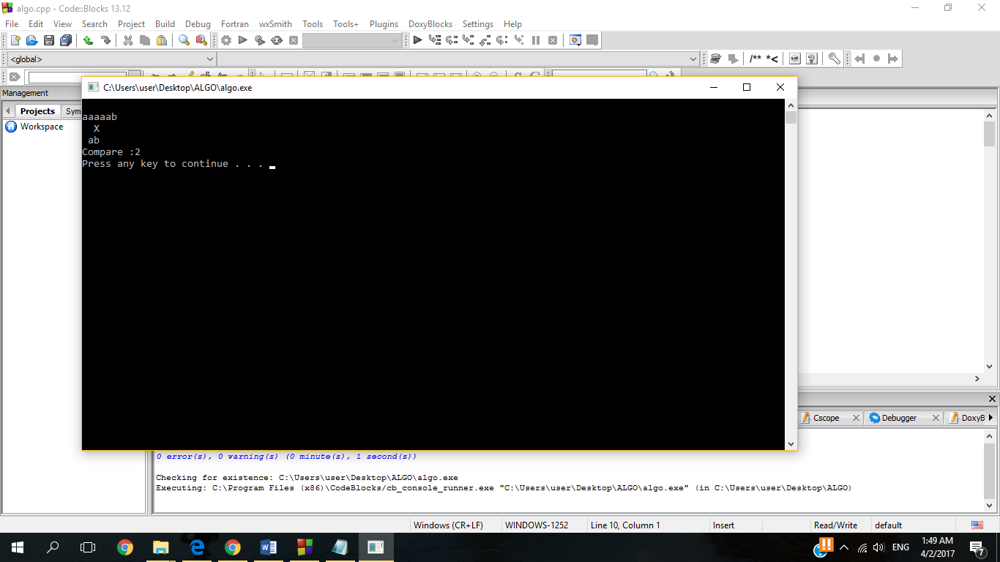 algo.cpp - Code::Blocks 13.12
File Edit View Search Project Build Debug Fortran wxSmith Tools Tools+ Plugins DoxyBlocks Settings Help
<global>
/** *<
C:\Users\user\Desktop\ALGO\algo.exe
Management
Projects Sym
Workspace
aaaaab
X
ab
Compare :2
Press any key to continue . . .
Cscope Debugger DoxyB
0 error(s), 0 warning(s) (0 minute(s), 1 second(s))
Checking for existence: C:\Users\user\Desktop\ALGO\algo.exe
Executing: C:\Program Files (x86)\CodeBlocks/cb_console_runner.exe "C:\Users\user\Desktop\ALGO\algo.exe" (in C:\Users\user\Desktop\ALGO)
Windows (CR+LF) WINDOWS-1252 Line 10, Column 1 Insert Read/Write default
ENG 1:49 AM
4/2/2017 7